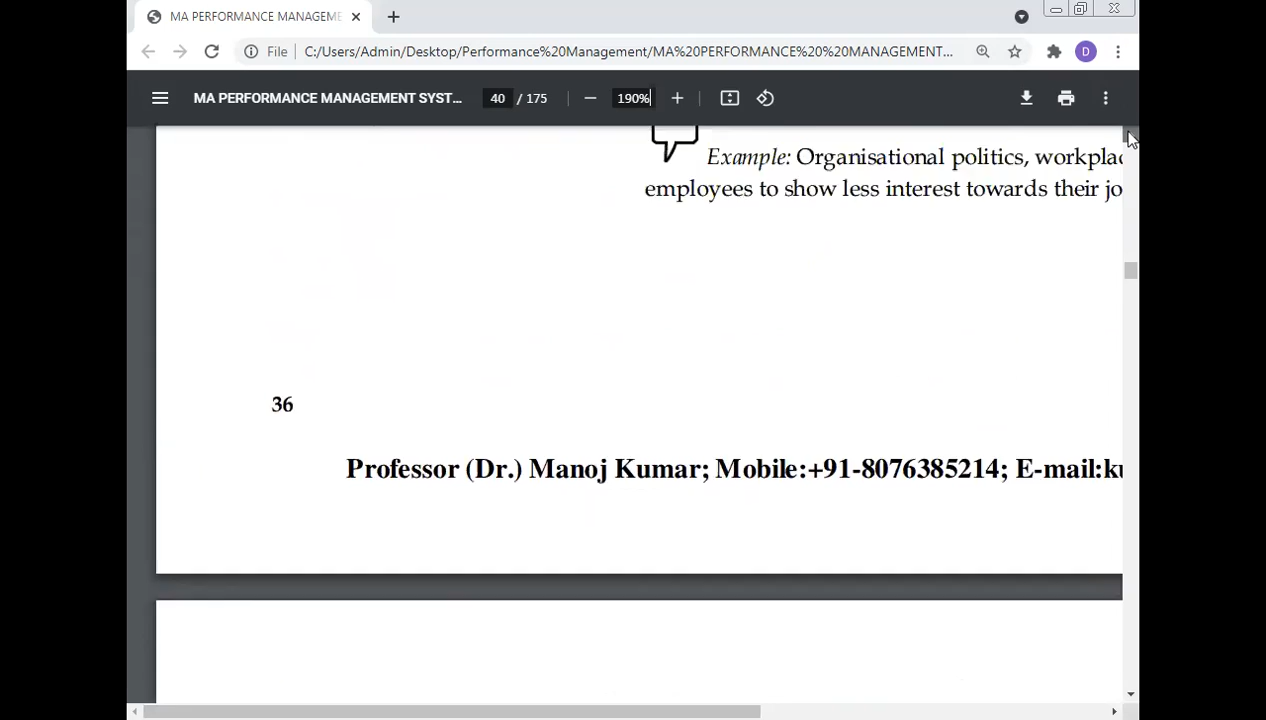 MA PERFORMANCE MANAGEME
File C:/Users/Admin/Desktop/Performance%20Management/MA%20PERFORMANCE%20%20MANAGEMENT... D
MA PERFORMANCE MANAGEMENT SYST... 40 / 175 190%
Example: Organisational politics, workplac
employees to show less interest towards their jo
36
Professor (Dr.) Manoj Kumar; Mobile:+91-8076385214; E-mail:ku